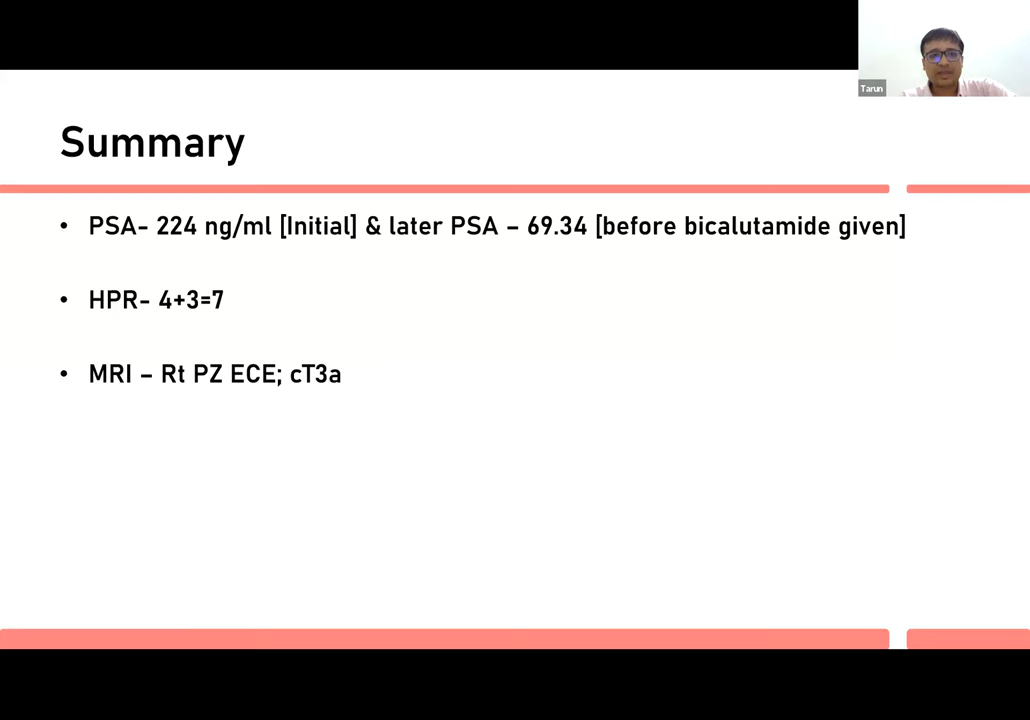 Tarun
Summary
• PSA- 224 ng/ml [Initial] & later PSA – 69.34 [before bicalutamide given]
• HPR- 4+3=7
• MRI – Rt PZ ECE; cT3a